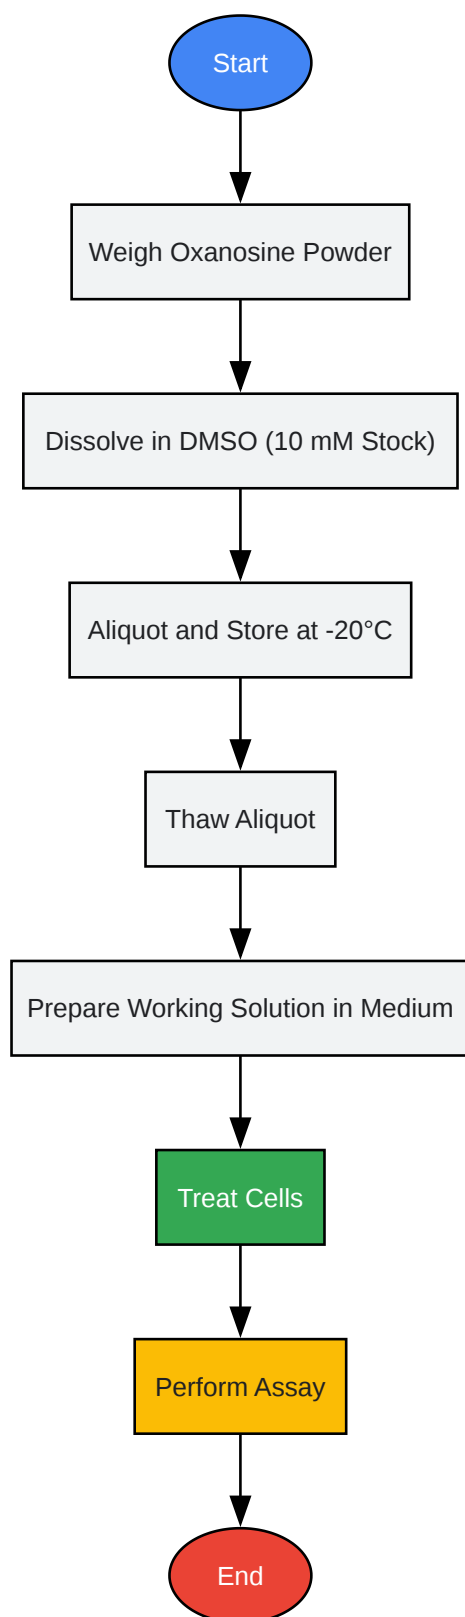 Start
Weigh Oxanosine Powder
Dissolve in DMSO (10 mM Stock)
Aliquot and Store at -20°C
Thaw Aliquot
Prepare Working Solution in Medium
Treat Cells
Perform Assay
End